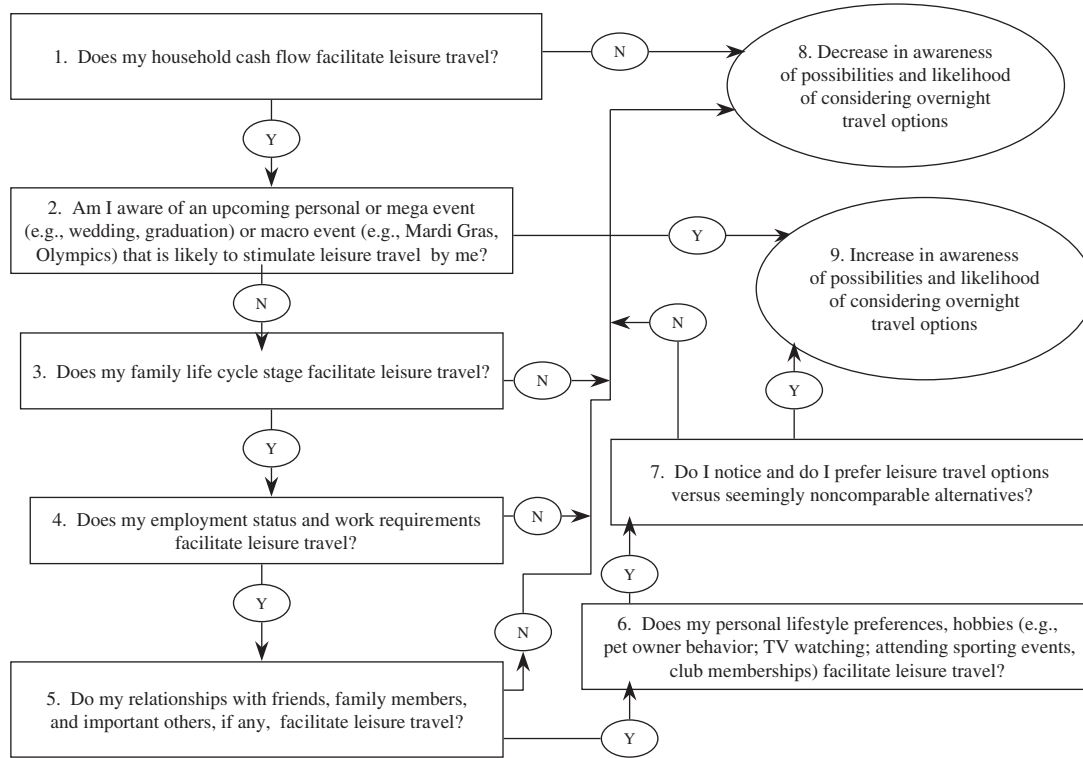 1. Does my household cash flow facilitate leisure travel?
N
8. Decrease in awareness
of possibilities and likelihood
of considering overnight
travel options
Y
2. Am I aware of an upcoming personal or mega event
(e.g., wedding, graduation) or macro event (e.g., Mardi Gras,
Olympics) that is likely to stimulate leisure travel by me?
Y
9. Increase in awareness
of possibilities and likelihood
of considering overnight
travel options
N
N
3. Does my family life cycle stage facilitate leisure travel?
N
Y
Y
7. Do I notice and do I prefer leisure travel options
versus seemingly noncomparable alternatives?
4. Does my employment status and work requirements
facilitate leisure travel?
N
Y
Y
N
6. Does my personal lifestyle preferences, hobbies (e.g.,
pet owner behavior; TV watching; attending sporting events,
club memberships) facilitate leisure travel?
5. Do my relationships with friends, family members,
and important others, if any, facilitate leisure travel?
Y